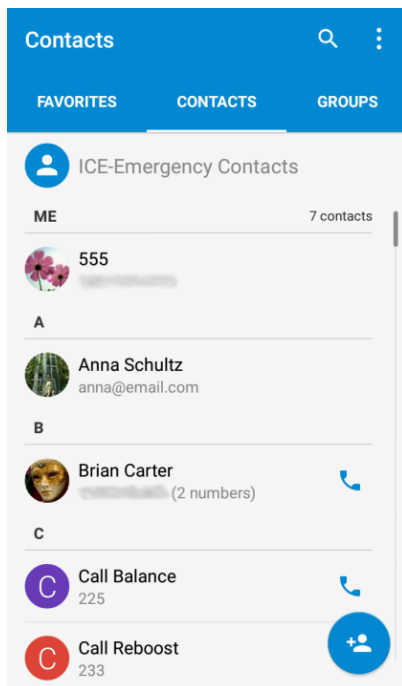 Contacts
FAVORITES CONTACTS GROUPS
ICE-Emergency Contacts
ME 7 contacts
555
A
Anna Schultz
anna@email.com
B
Brian Carter
(2 numbers)
C
C Call Balance
225
C Call Reboost
233